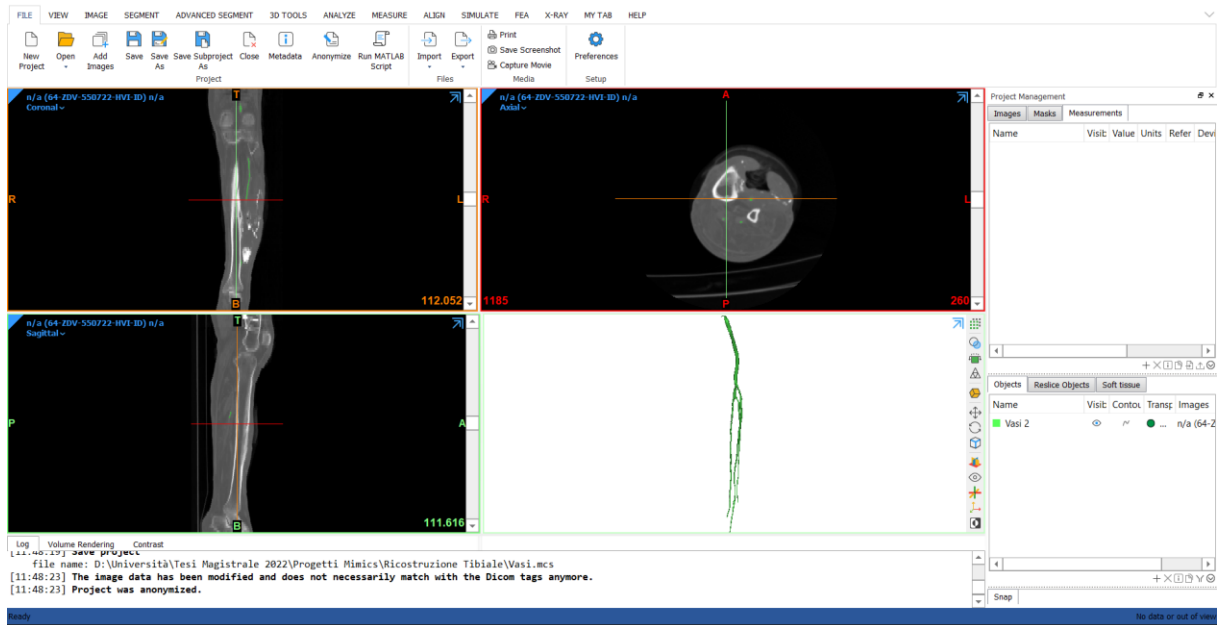 FILE VIEW IMAGE SEGMENT ADVANCED SEGMENT 3D TOOLS ANALYZE MEASURE ALIGN SIMULATE FEA X-RAY MY TAB HELP
New Project
Open
Add Images
Save
Save As
Save Subproject As
Close
Metadata
Anonymize
Run MATLAB Script
Project
Import
Export
Files
Print
Save Screenshot
Capture Movie
Media
Preferences
Setup
n/a (64-ZDV-550722-HVI-ID) n/a
Coronal
T
R
L
B
112.052
n/a (64-ZDV-550722-HVI-ID) n/a
Axial
A
R
L
P
1185
260
n/a (64-ZDV-550722-HVI-ID) n/a
Sagittal
T
P
A
B
111.616
Project Management
Images Masks Measurements
Name Visib Value Units Refer Devi
Objects Reslice Objects Soft tissue
Name Visib Contou Transp Images
Vasi 2 ... n/a (64-Z
Log Volume Rendering Contrast
[11:48:19] Save project
file name: D:\Università\Tesi Magistrale 2022\Progetti Mimics\Ricostruzione Tibiale\Vasi.mcs
[11:48:23] The image data has been modified and does not necessarily match with the Dicom tags anymore.
[11:48:23] Project was anonymized.
Snap
Ready
No data or out of view